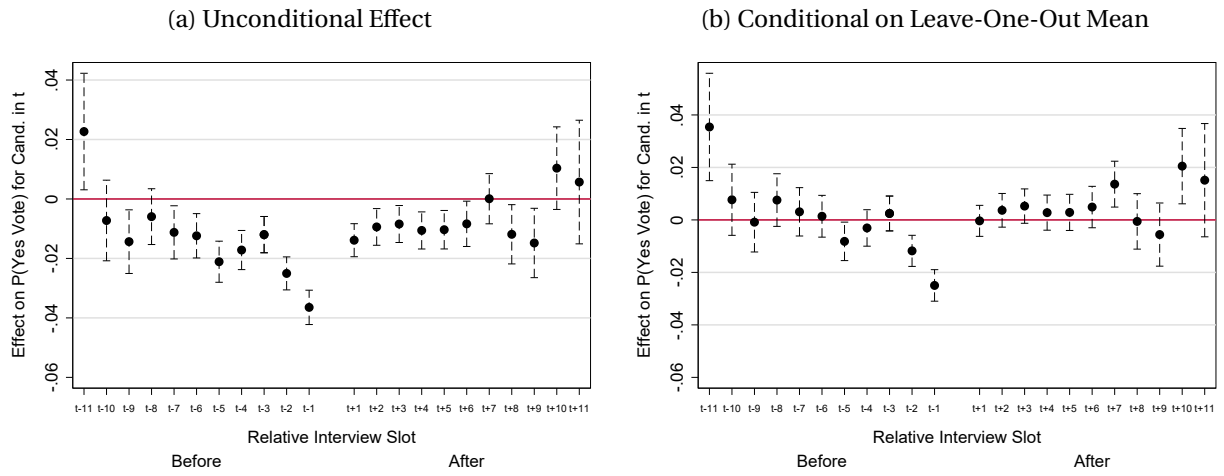 (a) Unconditional Effect
Effect on P(Yes Vote) for Cand. in t
.04
.02
0
-.02
-.04
-.06
t-11 t-10 t-9 t-8 t-7 t-6 t-5 t-4 t-3 t-2 t-1 t+1 t+2 t+3 t+4 t+5 t+6 t+7 t+8 t+9 t+10 t+11
Relative Interview Slot
Before After
(b) Conditional on Leave-One-Out Mean
Effect on P(Yes Vote) for Cand. in t
.04
.02
0
-.02
-.04
-.06
t-11 t-10 t-9 t-8 t-7 t-6 t-5 t-4 t-3 t-2 t-1 t+1 t+2 t+3 t+4 t+5 t+6 t+7 t+8 t+9 t+10 t+11
Relative Interview Slot
Before After